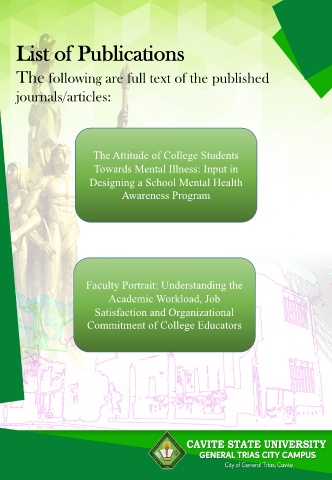 List of Publications
The following are full text of the published
journals/articles:
The Attitude of College Students
Towards Mental Illness: Input in
Designing a School Mental Health
Awareness Program
Faculty Portrait: Understanding the
Academic Workload, Job
Satisfaction and Organizational
Commitment of College Educators
CAVITE STATE UNIVERSITY
GENERAL TRIAS CITY CAMPUS
City of General Trias, Cavite